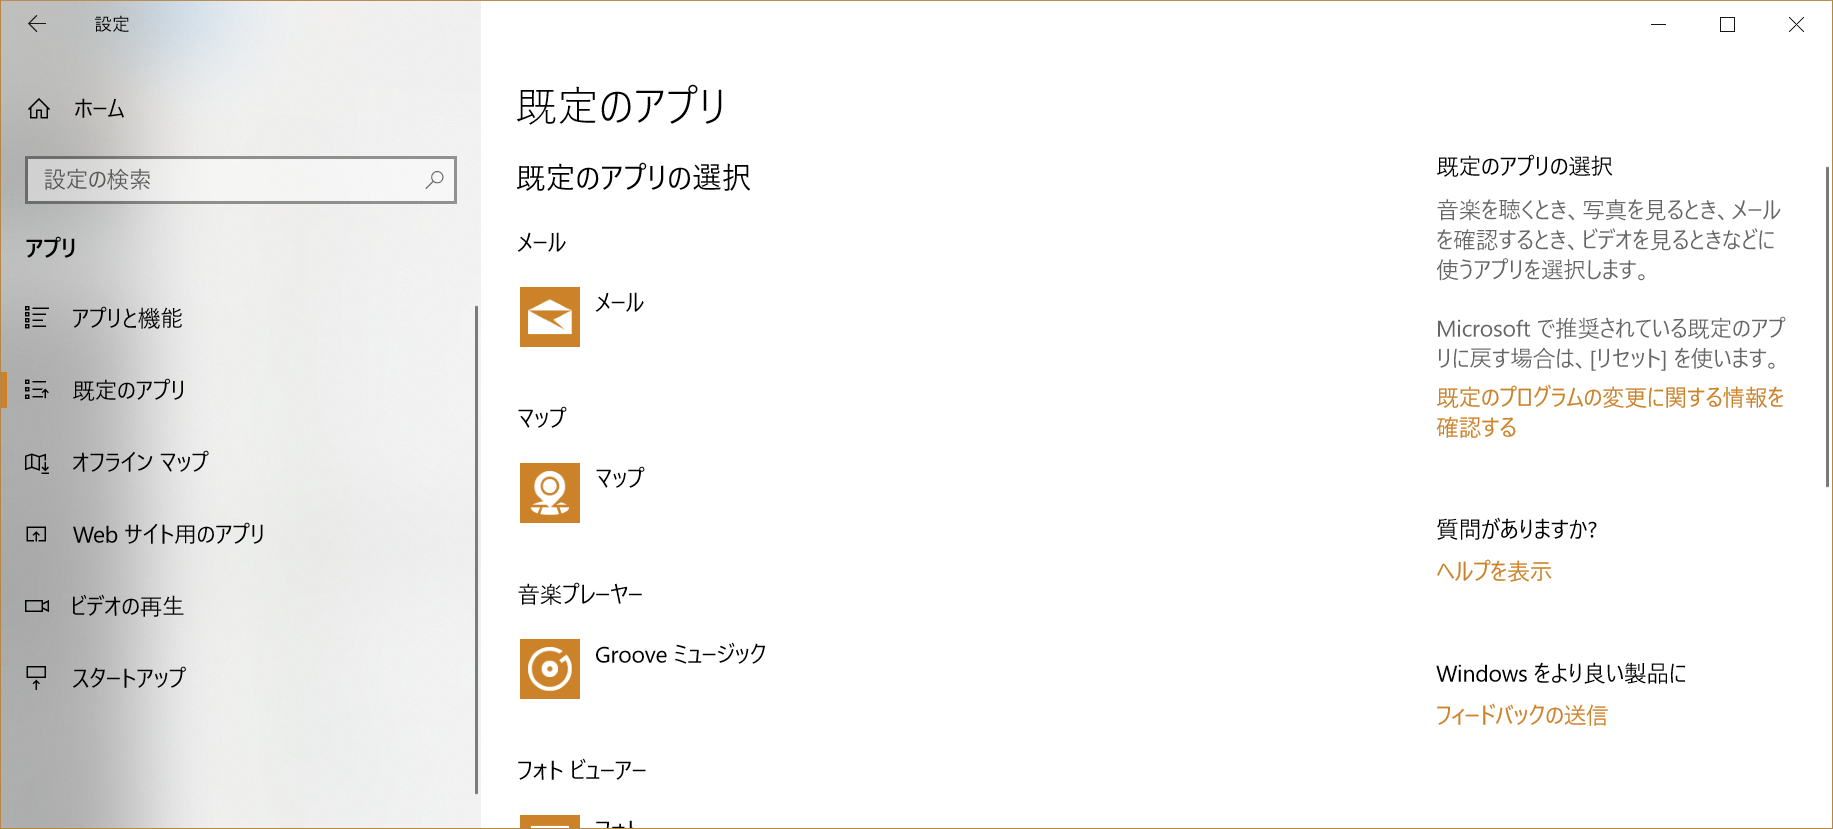 設定
ホーム
設定の検索
アプリ
アプリと機能
既定のアプリ
オフライン マップ
Web サイト用のアプリ
ビデオの再生
スタートアップ
既定のアプリ
既定のアプリの選択
メール
メール
マップ
マップ
音楽プレーヤー
Groove ミュージック
フォト ビューアー
フォト
既定のアプリの選択
音楽を聴くとき、写真を見るとき、メール
を確認するとき、ビデオを見るときなどに
使うアプリを選択します。
Microsoft で推奨されている既定のアプ
リに戻す場合は、[リセット] を使います。
既定のプログラムの変更に関する情報を
確認する
質問がありますか?
ヘルプを表示
Windows をより良い製品に
フィードバックの送信